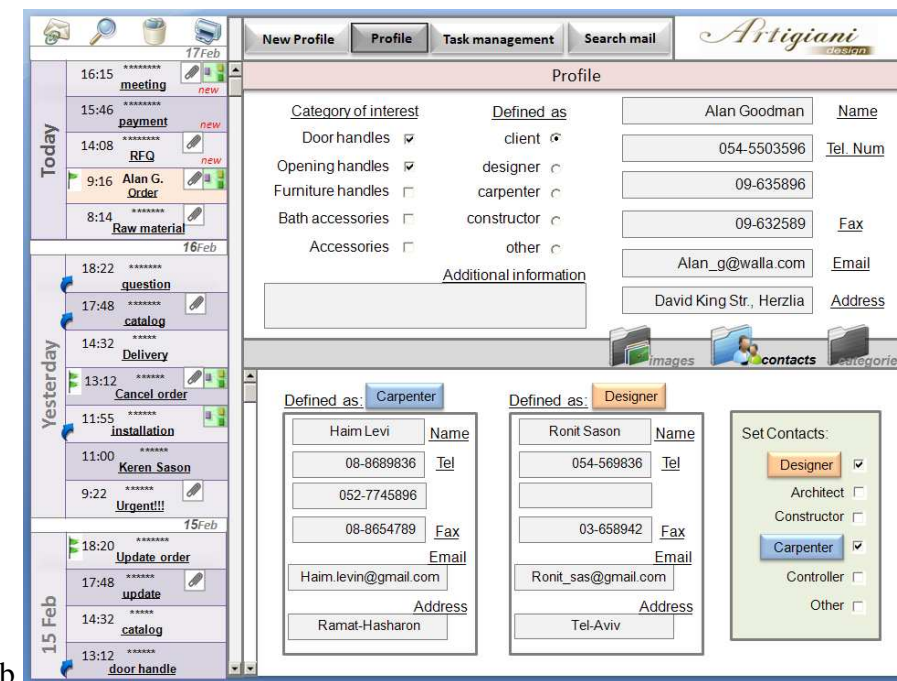 New Profile Profile Task management Search mail Artigiani
design
17Feb
Today
16:15 ********
meeting new
15:46 ********
payment new
14:08 ********
RFQ new
9:16 Alan G.
Order
8:14 *******
Raw material
16Feb
Yesterday
18:22 *******
question
17:48 ******
catalog
14:32 *****
Delivery
13:12 ******
Cancel order
11:55 ******
installation
11:00 ******
Keren Sason
9:22 ******
Urgent!!!
15Feb
15 Feb
18:20 ******
Update order
17:48 ******
update
14:32 *****
catalog
13:12 ******
door handle
Profile
Category of interest
Door handles
Opening handles
Furniture handles
Bath accessories
Accessories
Defined as
client
designer
carpenter
constructor
other
Additional information
Alan Goodman Name
054-5503596 Tel. Num
09-635896
09-632589 Fax
Alan_g@walla.com Email
David King Str., Herzlia Address
images contacts categorie
Defined as: Carpenter
Haim Levi Name
08-8689836 Tel
052-7745896
08-8654789 Fax
Email
Haim.levin@gmail.com
Address
Ramat-Hasharon
Defined as: Designer
Ronit Sason Name
054-569836 Tel
03-658942 Fax
Email
Ronit_sas@gmail.com
Address
Tel-Aviv
Set Contacts:
Designer
Architect
Constructor
Carpenter
Controller
Other
b